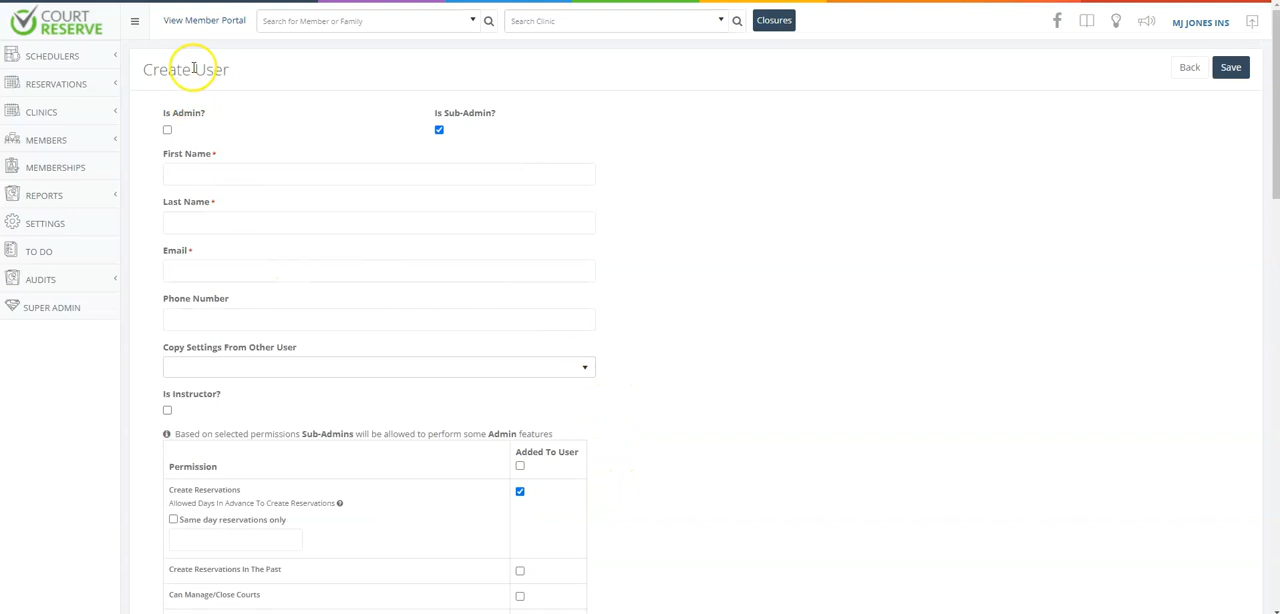 COURT RESERVE
View Member Portal
Search for Member or Family
Search Clinic
Closures
MJ JONES INS
SCHEDULERS
RESERVATIONS
CLINICS
MEMBERS
MEMBERSHIPS
REPORTS
SETTINGS
TO DO
AUDITS
SUPER ADMIN
Create User
Back
Save
Is Admin?
Is Sub-Admin?
First Name*
Last Name*
Email*
Phone Number
Copy Settings From Other User
Is Instructor?
Based on selected permissions Sub-Admins will be allowed to perform some Admin features
Permission
Added To User
Create Reservations
Allowed Days In Advance To Create Reservations
Same day reservations only
Create Reservations In The Past
Can Manage/Close Courts